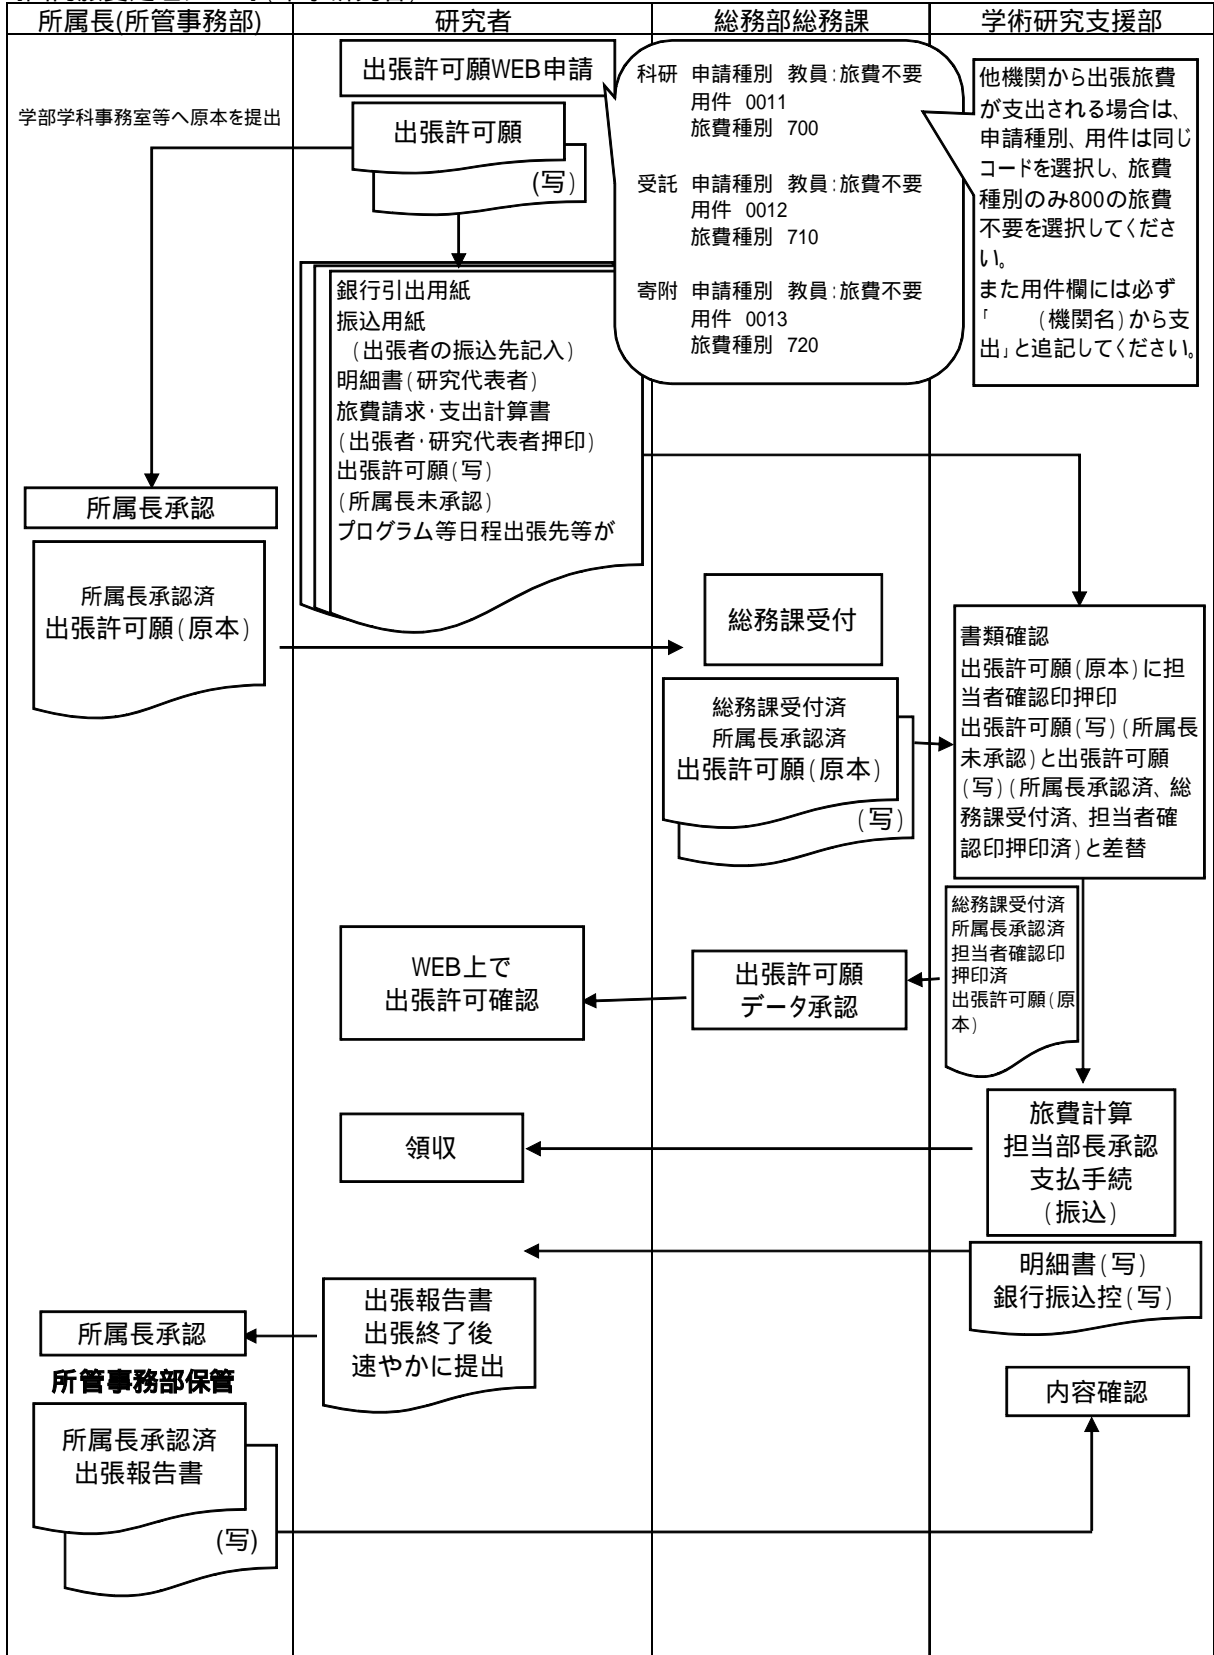 所属長(所管事務部)
研究者
総務部総務課
学術研究支援部
出張許可願WEB申請
学部学科事務室等へ原本を提出
出張許可願
(写)
科研 申請種別 教員:旅費不要
用件 0011
旅費種別 700
受託 申請種別 教員:旅費不要
用件 0012
旅費種別 710
寄附 申請種別 教員:旅費不要
用件 0013
旅費種別 720
他機関から出張旅費
が支出される場合は、
申請種別、用件は同じ
コードを選択し、旅費
種別のみ800の旅費
不要を選択してくださ
い。
また用件欄には必ず
「 (機関名)から支
出」と追記してください。
銀行引出用紙
振込用紙
(出張者の振込先記入)
明細書(研究代表者)
旅費請求・支出計算書
(出張者・研究代表者押印)
出張許可願(写)
(所属長未承認)
プログラム等日程出張先等が
所属長承認
所属長承認済
出張許可願(原本)
総務課受付
総務課受付済
所属長承認済
出張許可願(原本)
(写)
書類確認
出張許可願(原本)に担
当者確認印押印
出張許可願(写)(所属長
未承認)と出張許可願
(写)(所属長承認済、総
務課受付済、担当者確
認印押印済)と差替
総務課受付済
所属長承認済
担当者確認印
押印済
出張許可願(原
本)
出張許可願
データ承認
WEB上で
出張許可確認
旅費計算
担当部長承認
支払手続
(振込)
領収
明細書(写)
銀行振込控(写)
出張報告書
出張終了後
速やかに提出
所属長承認
所管事務部保管
所属長承認済
出張報告書
(写)
内容確認